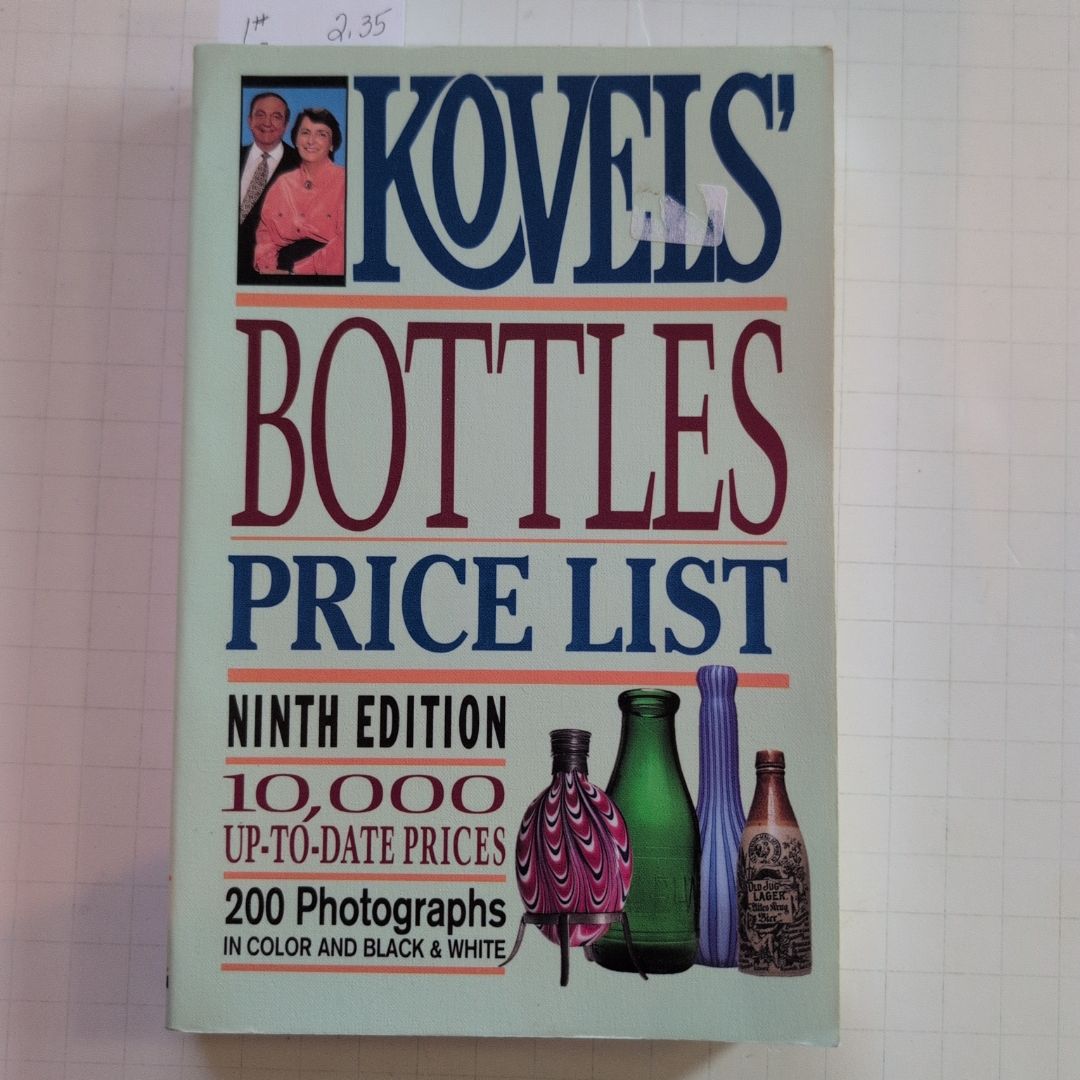 1# 2.35
KOVELS'
BOTTLES
PRICE LIST
NINTH EDITION
10,000
UP-TO-DATE PRICES
200 Photographs
IN COLOR AND BLACK & WHITE
OLD JUG
LAGER
Bier